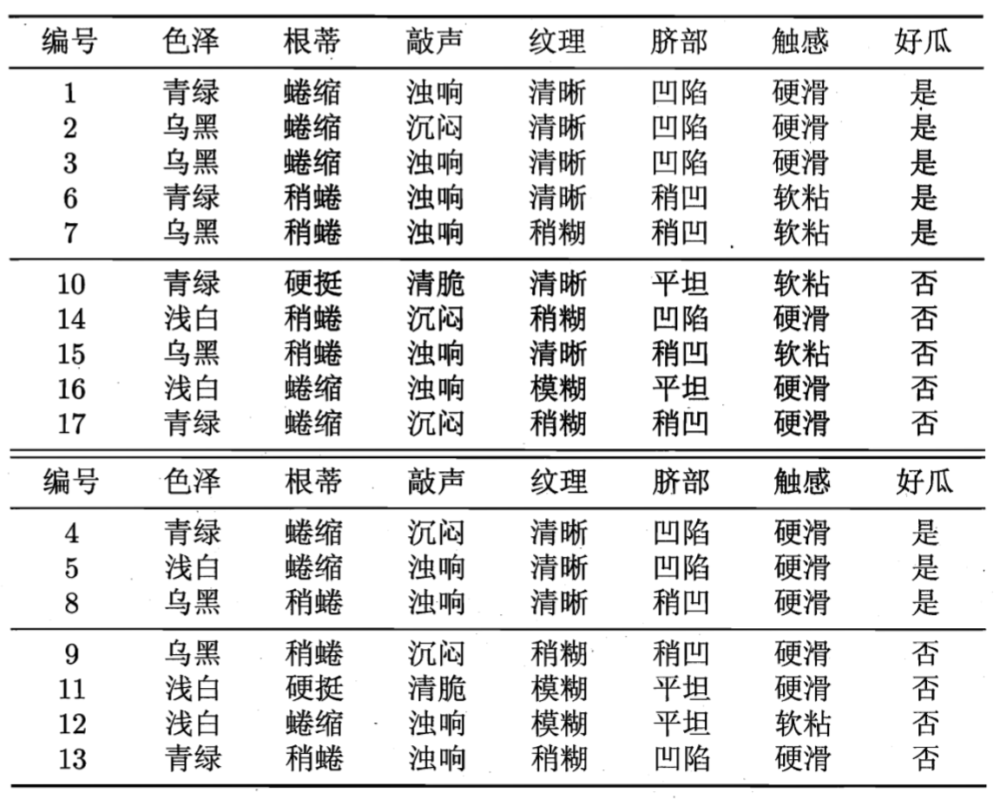 编号 色泽 根蒂 敲声 纹理 脐部 触感 好瓜
1 青绿 蜷缩 浊响 清晰 凹陷 硬滑 是
2 乌黑 蜷缩 沉闷 清晰 凹陷 硬滑 是
3 乌黑 蜷缩 浊响 清晰 凹陷 硬滑 是
6 青绿 稍蜷 浊响 清晰 稍凹 软粘 是
7 乌黑 稍蜷 浊响 稍糊 稍凹 软粘 是
10 青绿 硬挺 清脆 清晰 平坦 软粘 否
14 浅白 稍蜷 沉闷 稍糊 凹陷 硬滑 否
15 乌黑 稍蜷 浊响 清晰 稍凹 软粘 否
16 浅白 蜷缩 浊响 模糊 平坦 硬滑 否
17 青绿 蜷缩 沉闷 稍糊 稍凹 硬滑 否
编号 色泽 根蒂 敲声 纹理 脐部 触感 好瓜
4 青绿 蜷缩 沉闷 清晰 凹陷 硬滑 是
5 浅白 蜷缩 浊响 清晰 凹陷 硬滑 是
8 乌黑 稍蜷 浊响 清晰 稍凹 硬滑 是
9 乌黑 稍蜷 沉闷 稍糊 稍凹 硬滑 否
11 浅白 硬挺 清脆 模糊 平坦 硬滑 否
12 浅白 蜷缩 浊响 模糊 平坦 软粘 否
13 青绿 稍蜷 浊响 稍糊 凹陷 硬滑 否